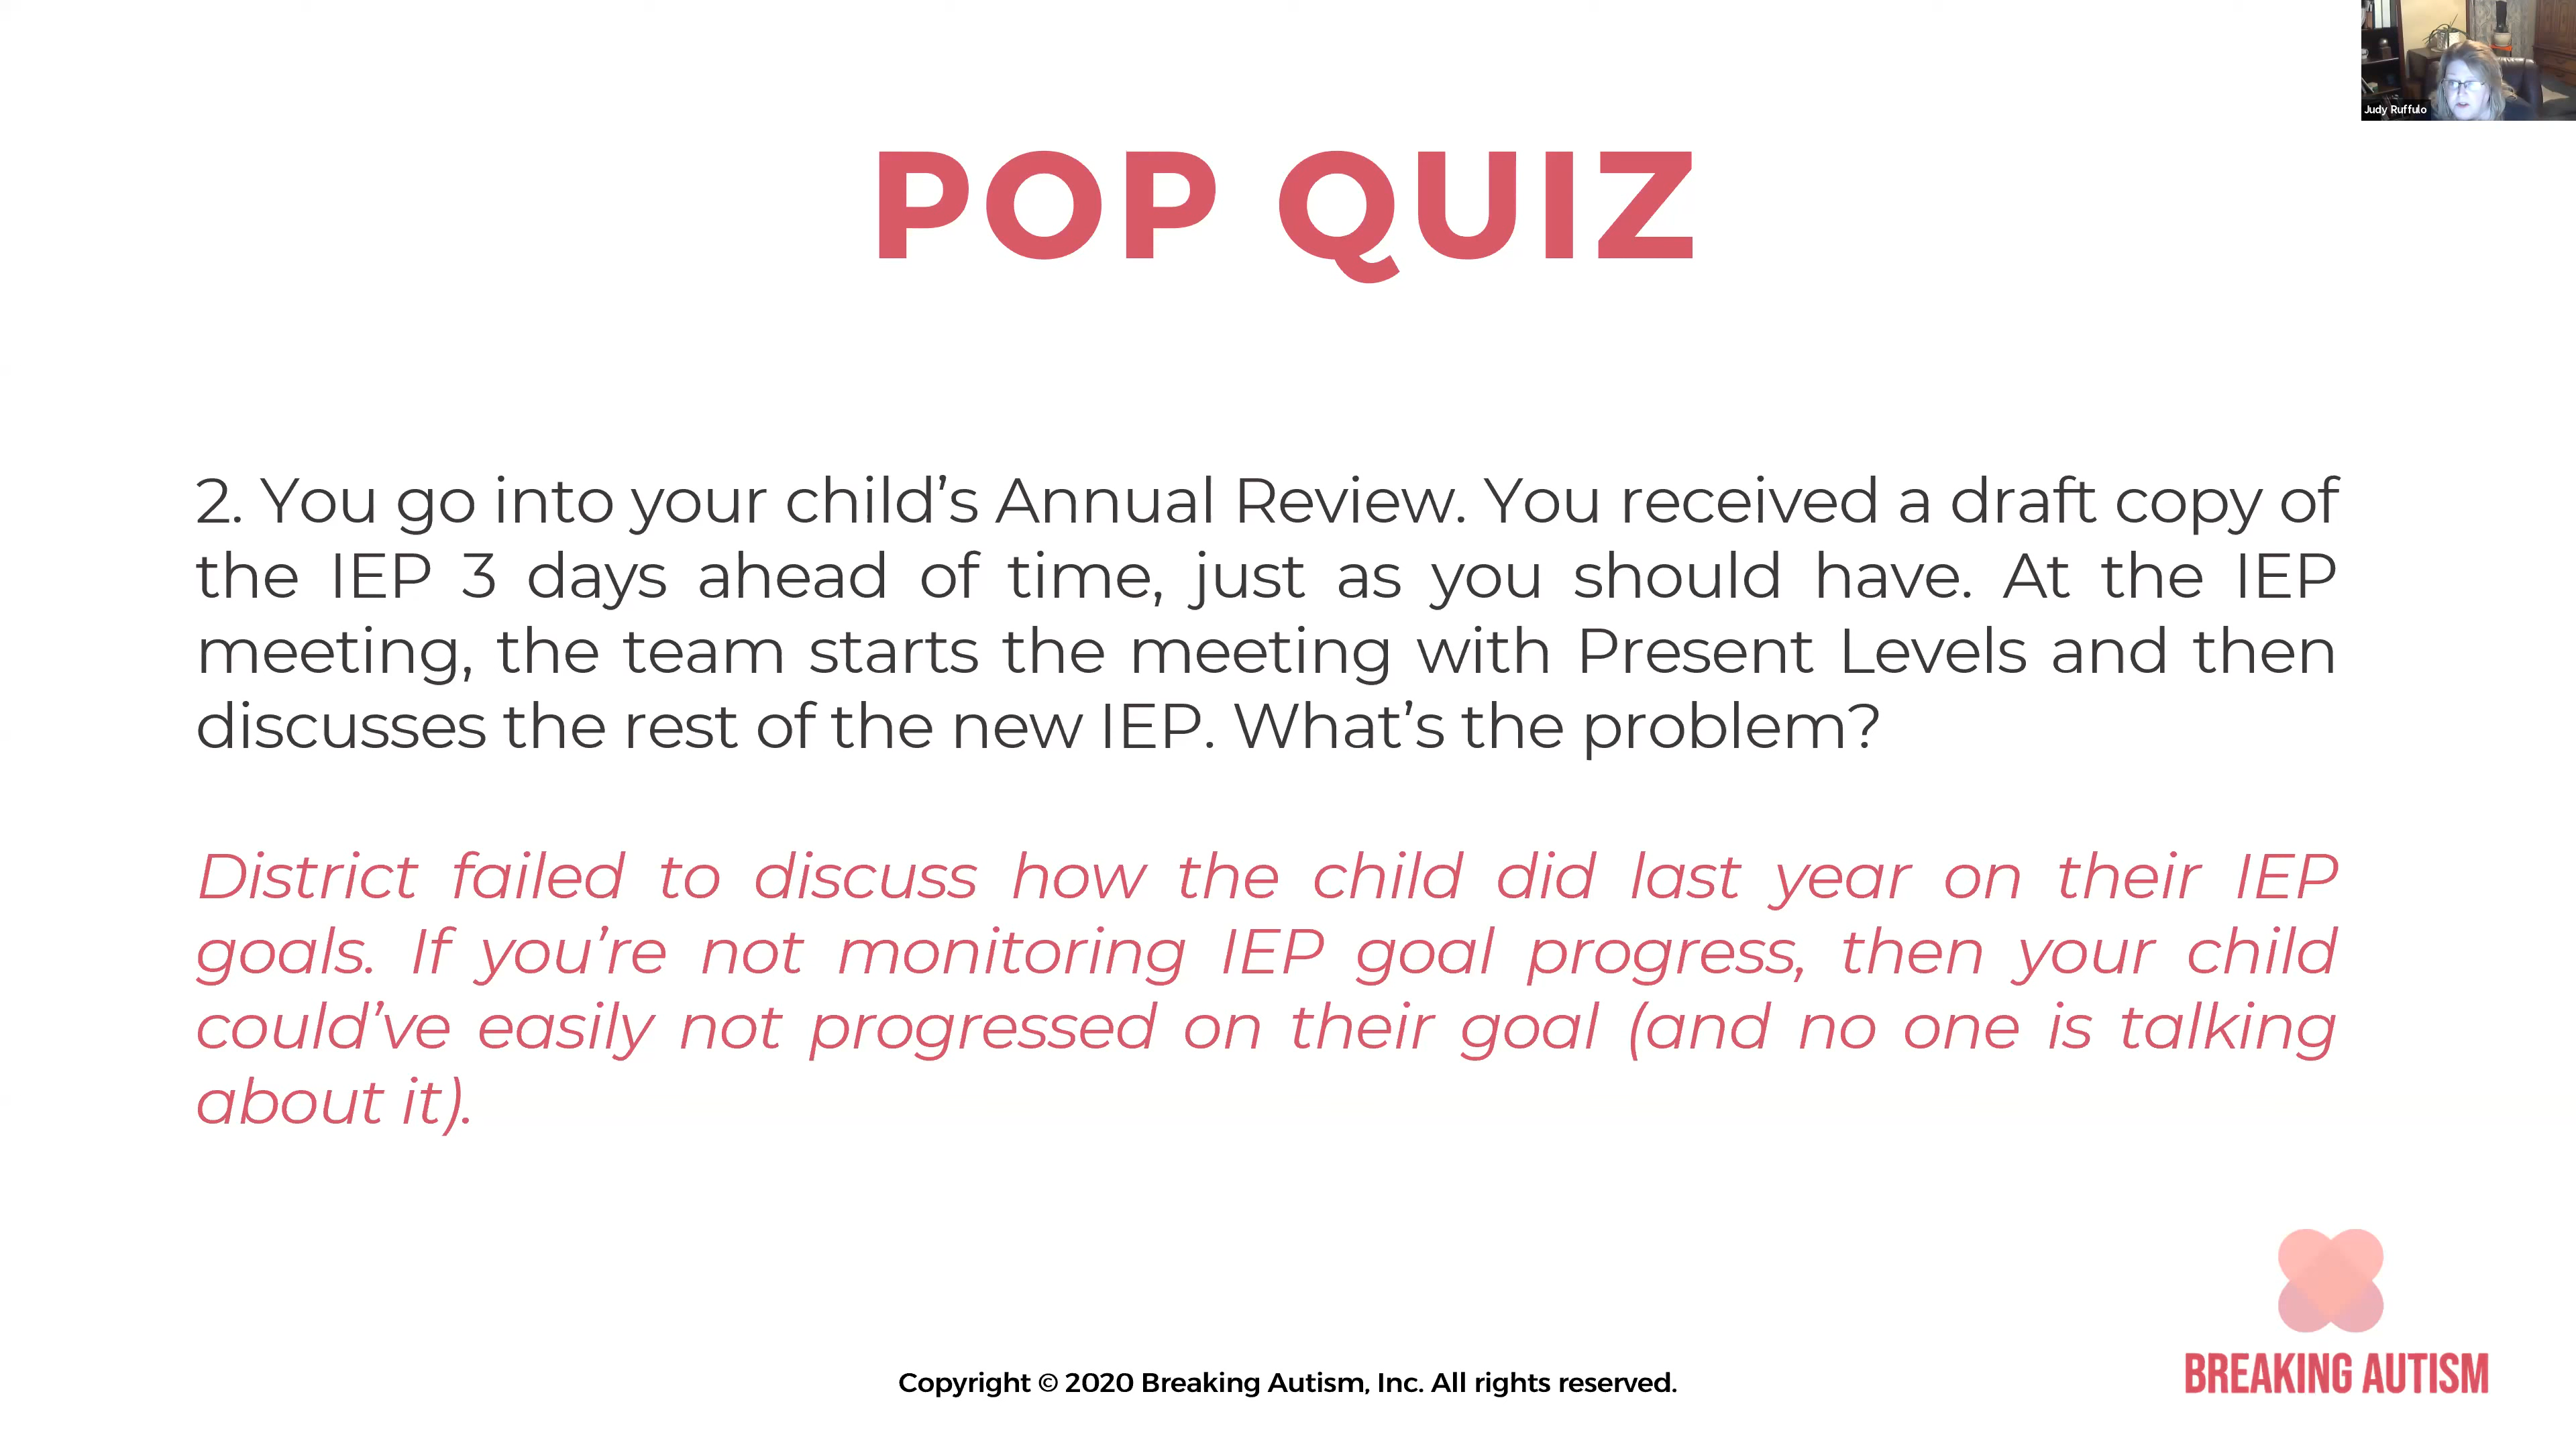 Judy Ruffulo
POP QUIZ
2. You go into your child’s Annual Review. You received a draft copy of
the IEP 3 days ahead of time, just as you should have. At the IEP
meeting, the team starts the meeting with Present Levels and then
discusses the rest of the new IEP. What’s the problem?
District failed to discuss how the child did last year on their IEP
goals. If you’re not monitoring IEP goal progress, then your child
could’ve easily not progressed on their goal (and no one is talking
about it).
BREAKING AUTISM
Copyright © 2020 Breaking Autism, Inc. All rights reserved.